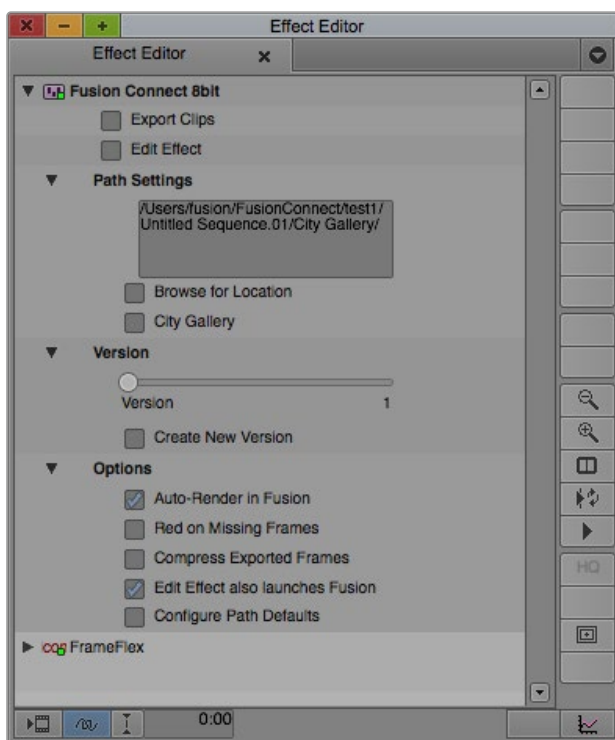 Effect Editor
Effect Editor
Fusion Connect 8bit
Export Clips
Edit Effect
Path Settings
/Users/fusion/FusionConnect/test1/
Untitled Sequence.01/City Gallery/
Browse for Location
City Gallery
Version
Version 1
Create New Version
Options
Auto-Render in Fusion
Red on Missing Frames
Compress Exported Frames
Edit Effect also launches Fusion
Configure Path Defaults
FrameFlex
HQ
0:00